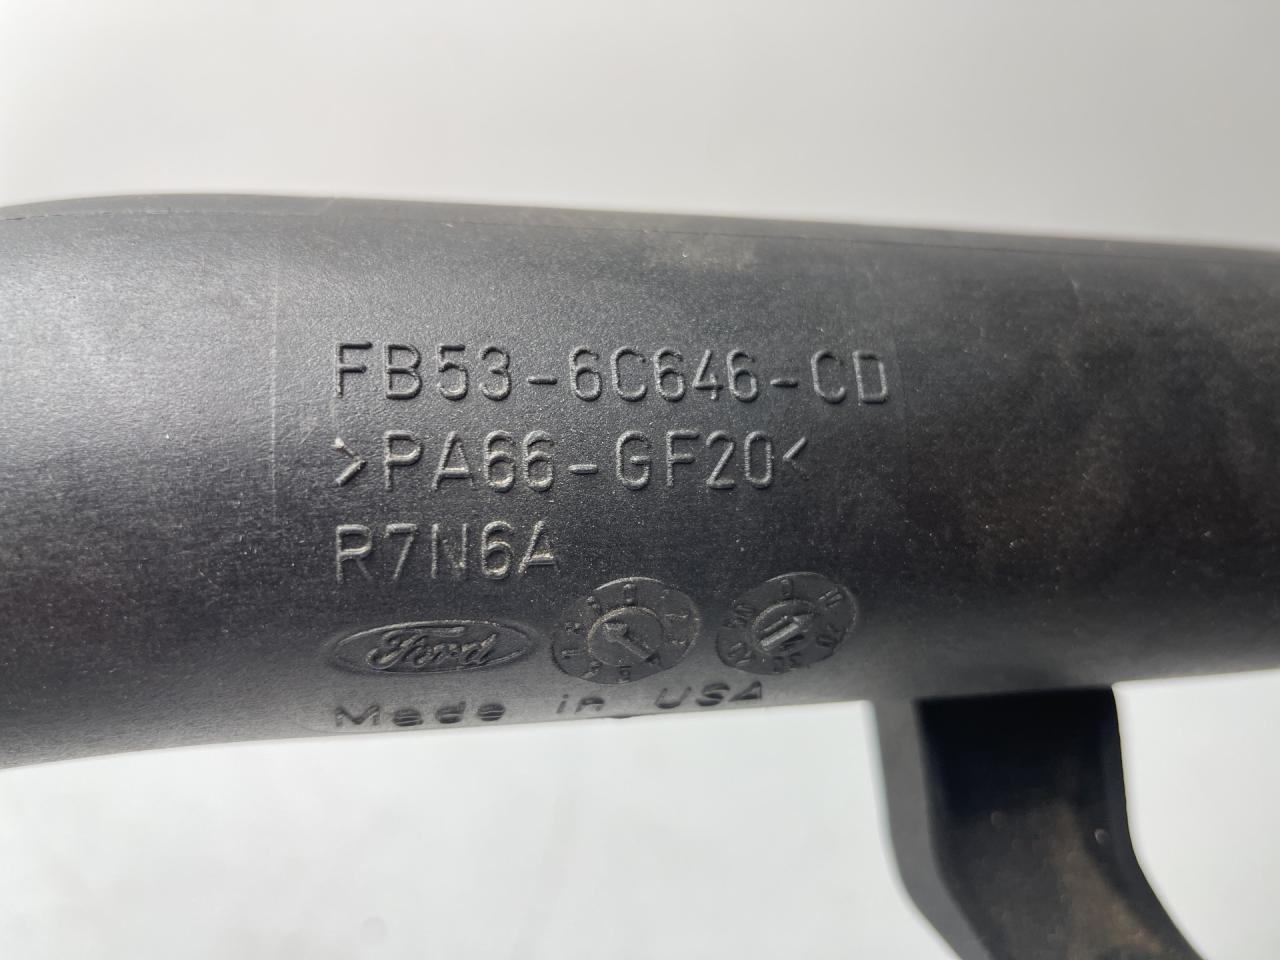 FB53-6C646-CD
>PA66-GF20<
R7N6A
Ford
Made in USA